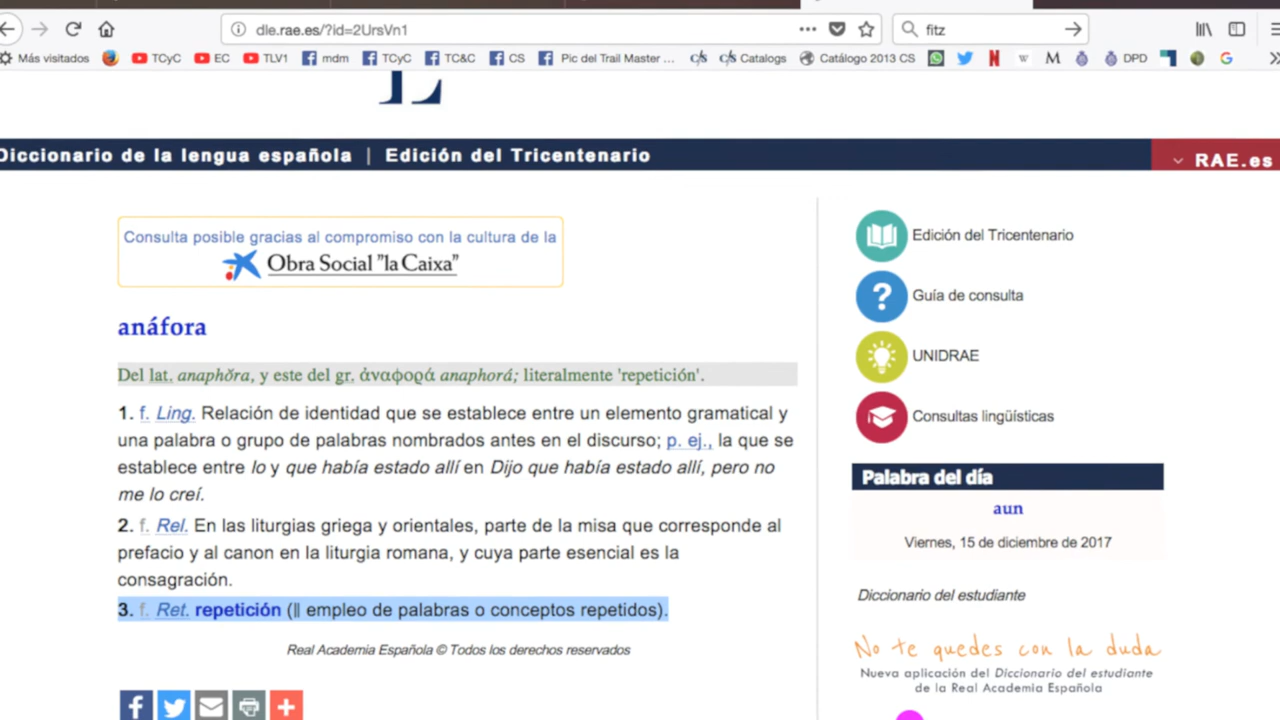 dle.rae.es/?id=2UrsVn1
fitz
Más visitados TCyC EC TLV1 mdm TCyC TC&C CS Pic del Trail Master ... c/s c/s Catalogs Catálogo 2013 CS N W M DPD G
L
Diccionario de la lengua española | Edición del Tricentenario
RAE.es
Consulta posible gracias al compromiso con la cultura de la
Obra Social "la Caixa"
anáfora
Del lat. anaphŏra, y este del gr. ἀναφορά anaphorá; literalmente 'repetición'.
1. f. Ling. Relación de identidad que se establece entre un elemento gramatical y
una palabra o grupo de palabras nombrados antes en el discurso; p. ej., la que se
establece entre lo y que había estado allí en Dijo que había estado allí, pero no
me lo creí.
2. f. Rel. En las liturgias griega y orientales, parte de la misa que corresponde al
prefacio y al canon en la liturgia romana, y cuya parte esencial es la
consagración.
3. f. Ret. repetición (‖ empleo de palabras o conceptos repetidos).
Real Academia Española © Todos los derechos reservados
Edición del Tricentenario
Guía de consulta
UNIDRAE
Consultas lingüísticas
Palabra del día
aun
Viernes, 15 de diciembre de 2017
Diccionario del estudiante
No te quedes con la duda
Nueva aplicación del Diccionario del estudiante
de la Real Academia Española